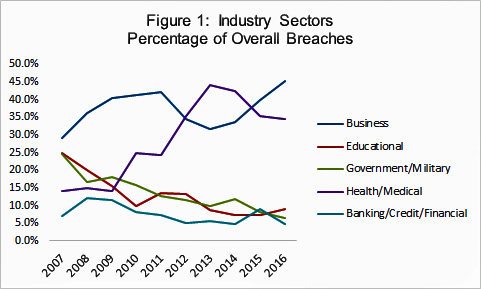 Figure 1: Industry Sectors
Percentage of Overall Breaches
50.0%
45.0%
40.0%
35.0%
30.0%
25.0%
20.0%
15.0%
10.0%
5.0%
0.0%
2007 2008 2009 2010 2011 2012 2013 2014 2015 2016
Business
Educational
Government/Military
Health/Medical
Banking/Credit/Financial